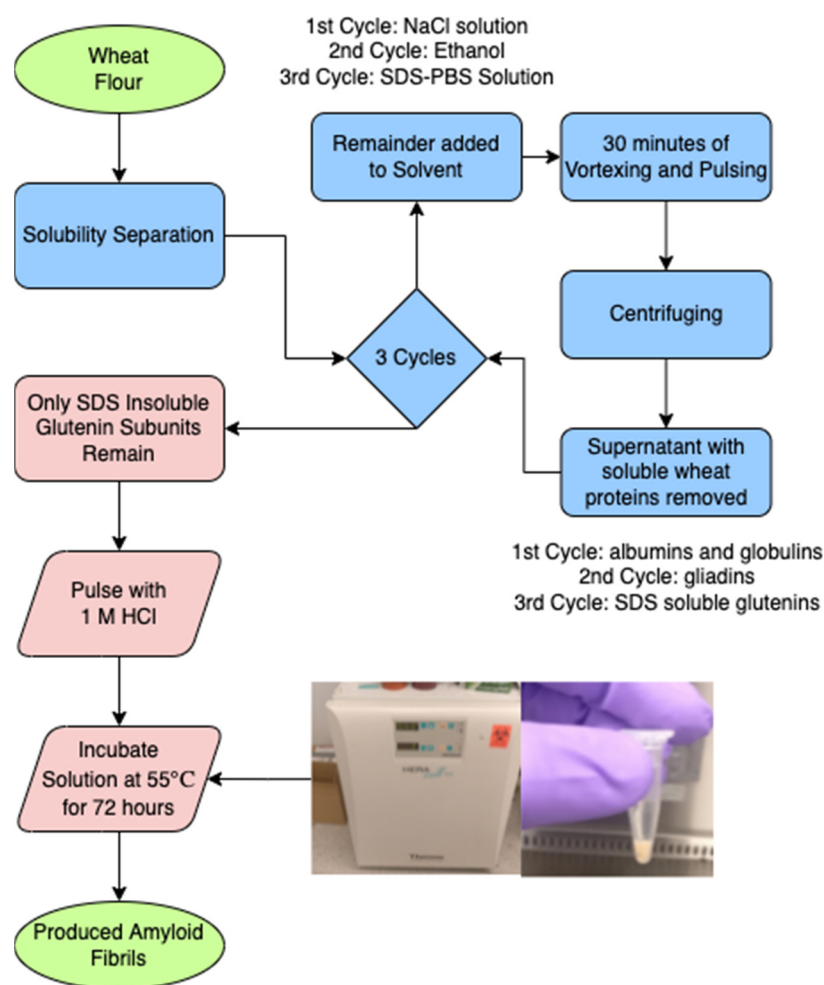 Wheat
Flour
1st Cycle: NaCl solution
2nd Cycle: Ethanol
3rd Cycle: SDS-PBS Solution
Remainder added
to Solvent
30 minutes of
Vortexing and Pulsing
Solubility Separation
Centrifuging
3 Cycles
Only SDS Insoluble
Glutenin Subunits
Remain
Supernatant with
soluble wheat
proteins removed
1st Cycle: albumins and globulins
2nd Cycle: gliadins
3rd Cycle: SDS soluble glutenins
Pulse with
1 M HCl
Incubate
Solution at 55°C
for 72 hours
HERA
Thermo
Produced Amyloid
Fibrils